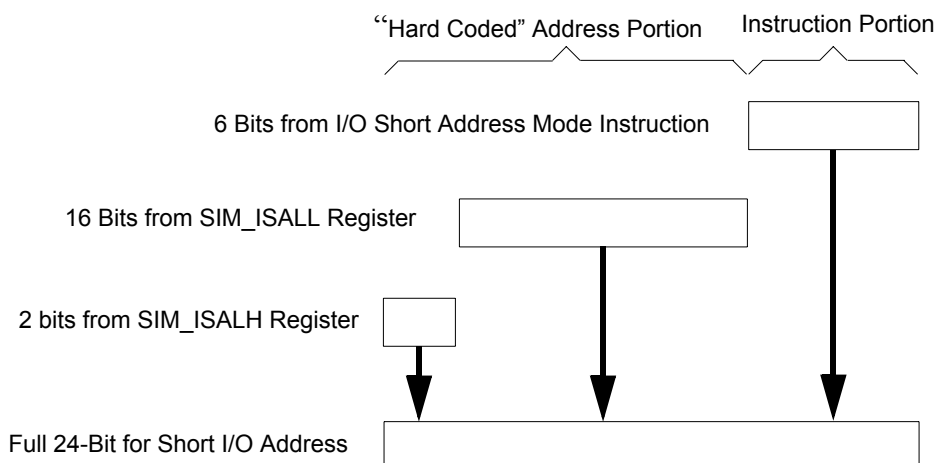 “Hard Coded” Address Portion
Instruction Portion
6 Bits from I/O Short Address Mode Instruction
16 Bits from SIM_ISALL Register
2 bits from SIM_ISALH Register
Full 24-Bit for Short I/O Address